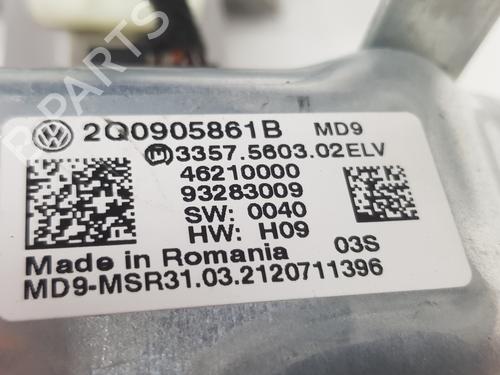 2Q0905861B MD9
M 3357.5603.02ELV
46210000
93283009
SW: 0040
HW: H09
Made in Romania 03S
MD9-MSR31.03.2120711396
B-PARTS